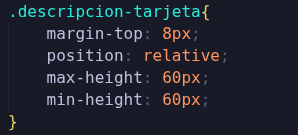 .descripcion-tarjeta{
    margin-top: 8px;
    position: relative;
    max-height: 60px;
    min-height: 60px;
}